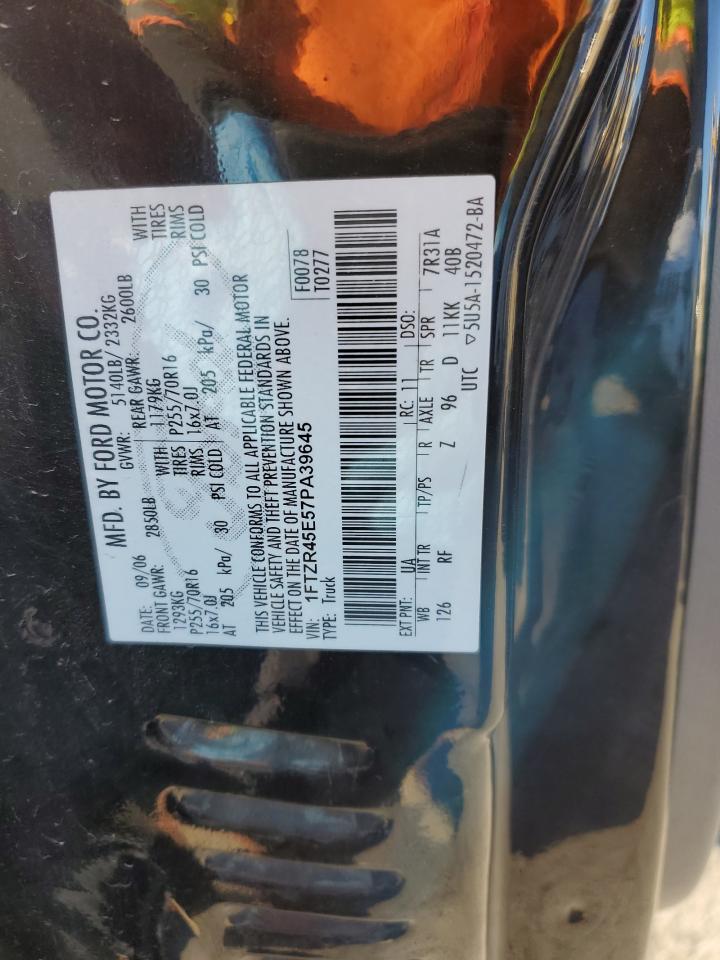 MFD. BY FORD MOTOR CO.
DATE: 09/06 GVWR: 5140LB/ 2332KG
FRONT GAWR: 2850LB REAR GAWR: 2600LB
1293KG WITH 1179KG WITH
P255/70R16 TIRES P255/70R16 TIRES
16x7.0J RIMS 16x7.0J RIMS
AT 205 kPa/ 30 PSI COLD AT 205 kPa/ 30 PSI COLD
THIS VEHICLE CONFORMS TO ALL APPLICABLE FEDERAL MOTOR
VEHICLE SAFETY AND THEFT PREVENTION STANDARDS IN
EFFECT ON THE DATE OF MANUFACTURE SHOWN ABOVE.
VIN: 1FTZR45E57PA39645 F0078
TYPE: Truck T0277
EXT PNT: UA RC: 11 DSO:
WB INT TR TP/PS R AXLE TR SPR 7R31A
126 RF Z 96 D 11KK 40B
UTC ▽5U5A-1520472-BA